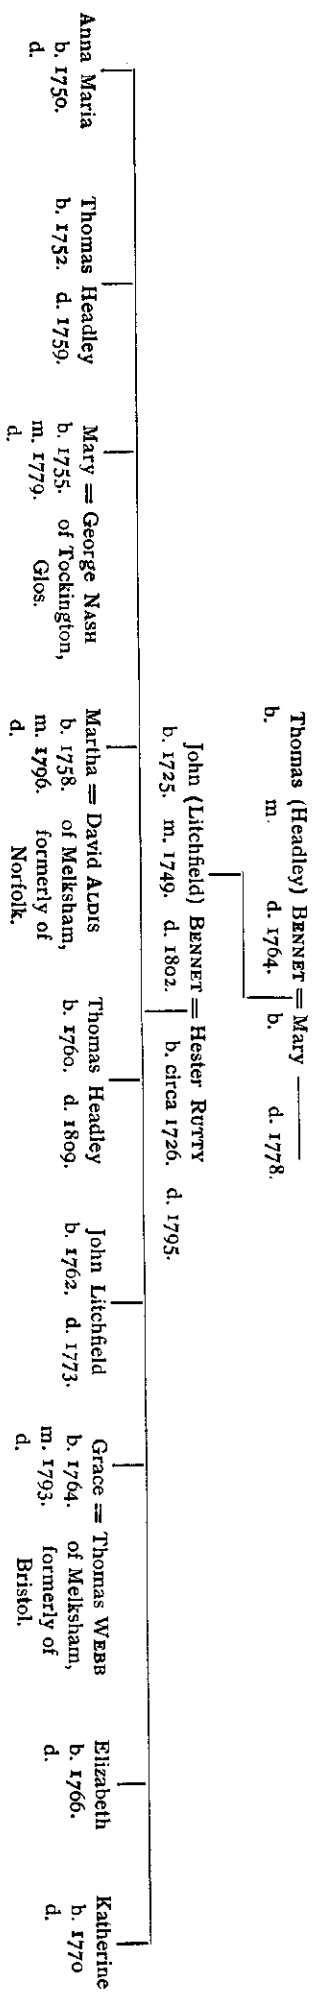 Thomas (Headley) BENNET = Mary ———
b. m. d. 1764. b. d. 1778.
John (Litchfield) BENNET = Hester RUTTY
b. 1725. m. 1749. d. 1802. b. circa 1726. d. 1795.
Anna Maria
b. 1750.
d.
Thomas Headley
b. 1752. d. 1759.
Mary = George NASH
b. 1755. of Tockington,
m. 1779. Glos.
d.
Martha = David ALDIS
b. 1758. of Melksham,
m. 1796. formerly of
d. Norfolk.
Thomas Headley
b. 1760. d. 1809.
John Litchfield
b. 1762. d. 1773.
Grace = Thomas WEBB
b. 1764. of Melksham,
m. 1793. formerly of
d. Bristol.
Elizabeth
b. 1766.
d.
Katherine
b. 1770
d.